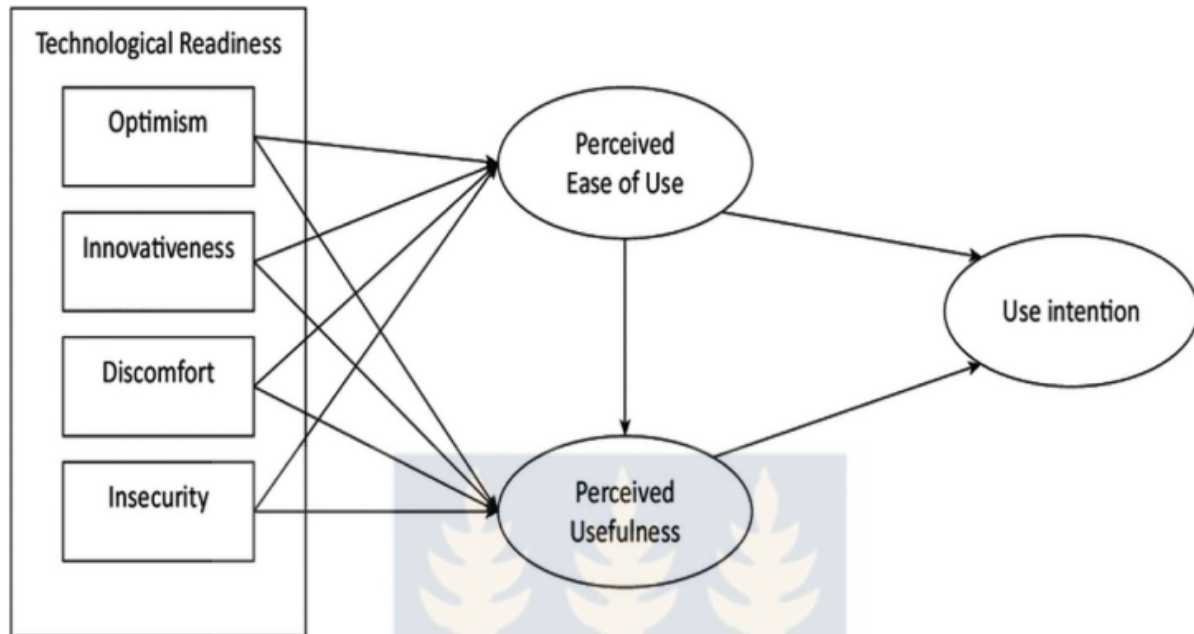 Technological Readiness
Optimism
Innovativeness
Discomfort
Insecurity
Perceived
Ease of Use
Perceived
Usefulness
Use intention